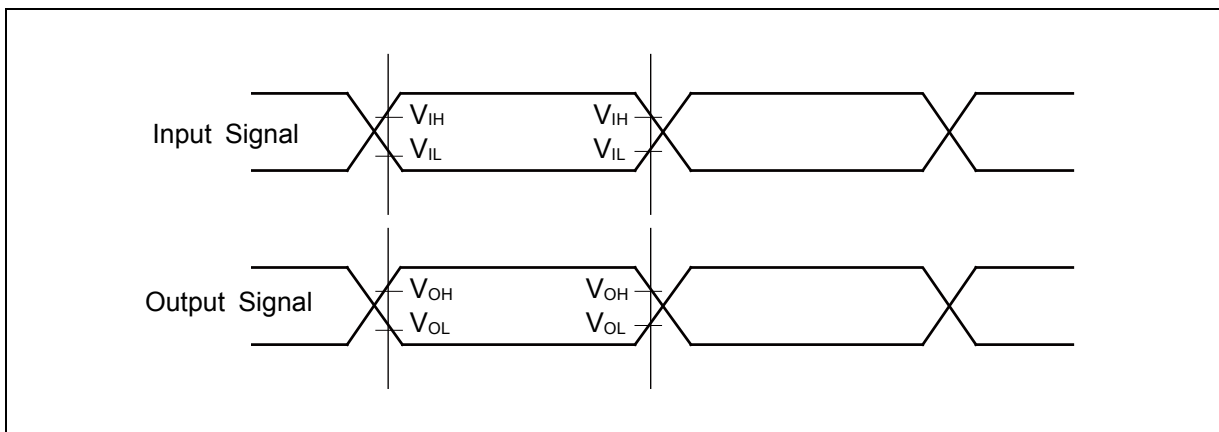 Input Signal
VIH
VIL
VIH
VIL
Output Signal
VOH
VOL
VOH
VOL